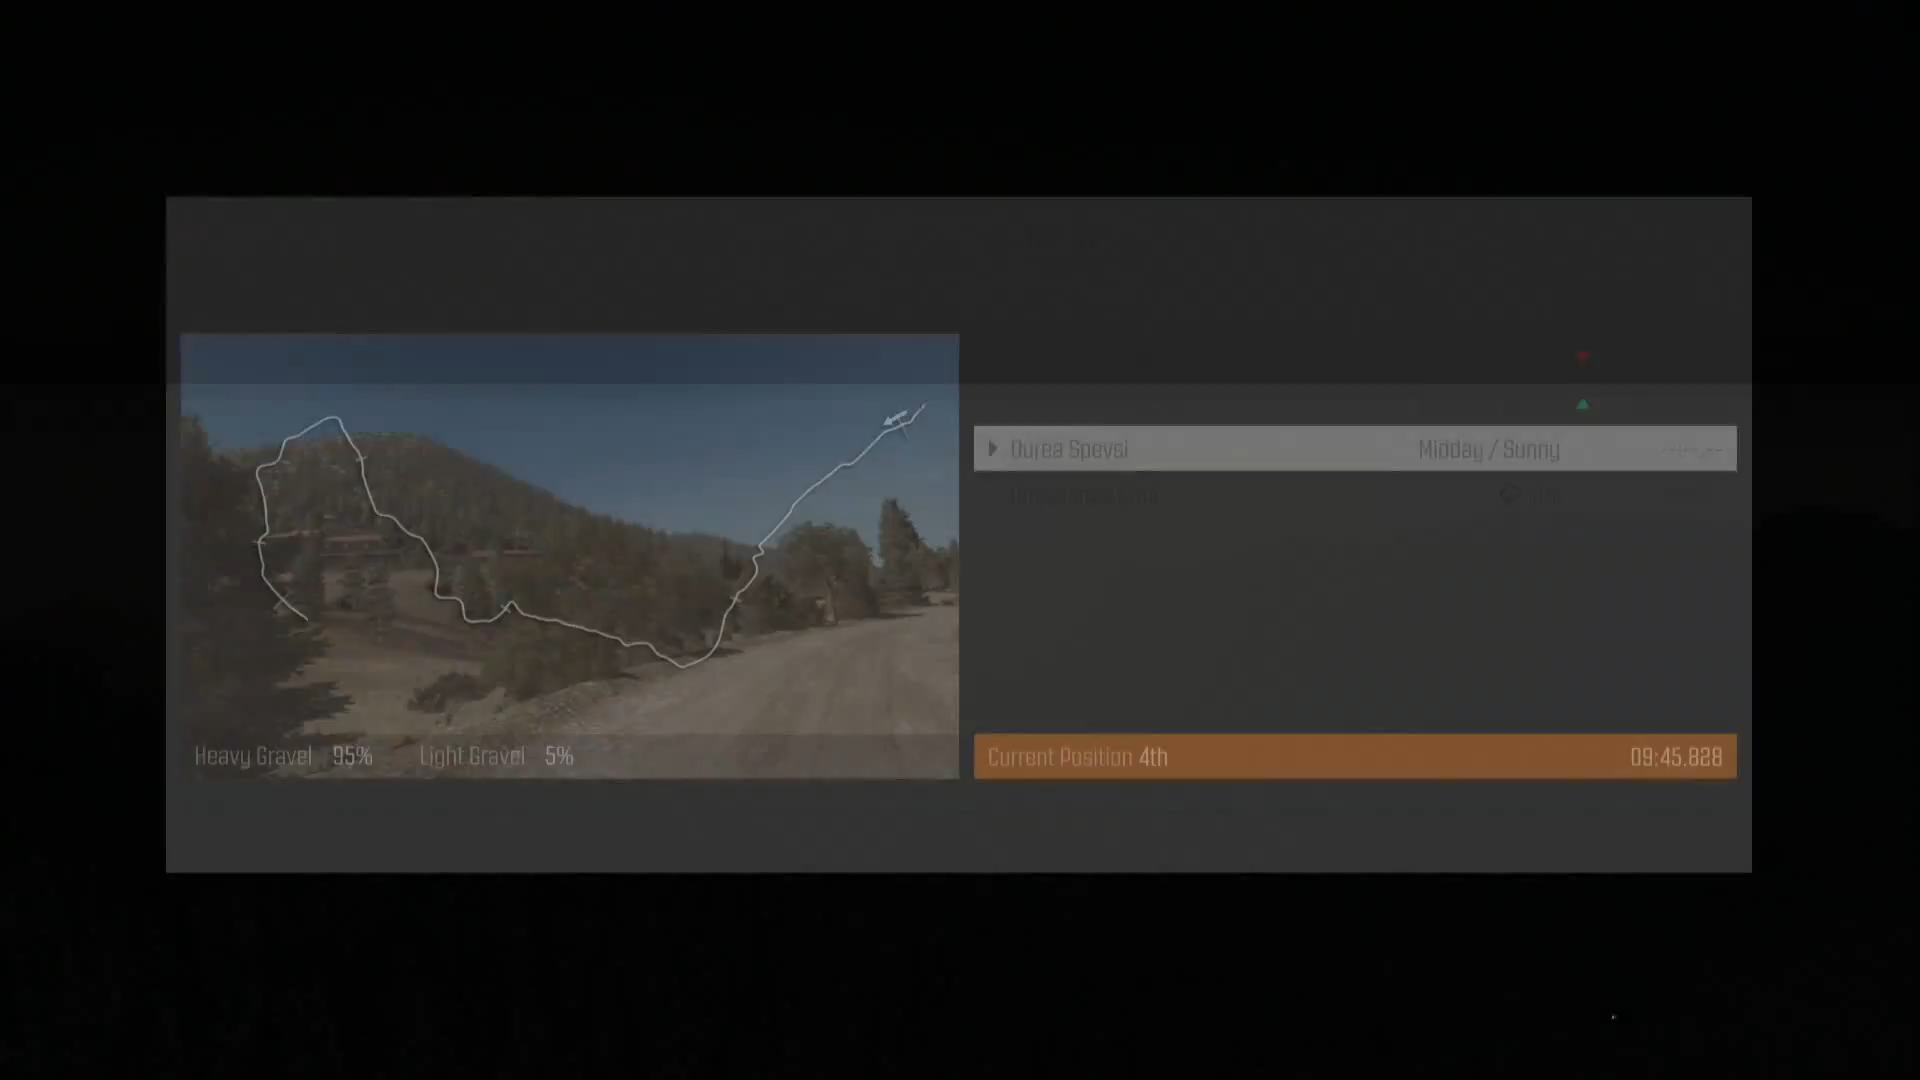 Ourea Spevsi Midday / Sunny --:--.---
Heavy Gravel 95% Light Gravel 5%
Current Position 4th 09:45.828